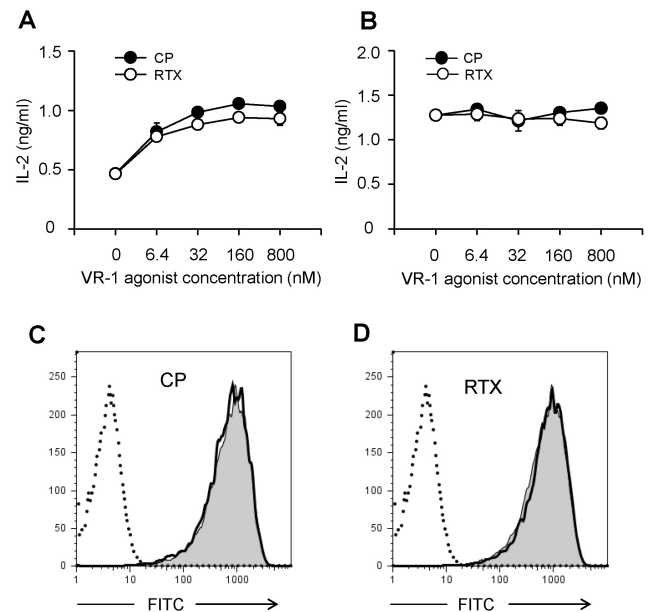 A
1.5
1.0
0.5
0
IL-2 (ng/ml)
CP
RTX
0 6.4 32 160 800
VR-1 agonist concentration (nM)
B
2.0
1.5
1.0
0.5
0
IL-2 (ng/ml)
CP
RTX
0 6.4 32 160 800
VR-1 agonist concentration (nM)
C
CP
250
200
150
100
50
0
1 10 100 1000
FITC
D
RTX
250
200
150
100
50
0
1 10 100 1000
FITC